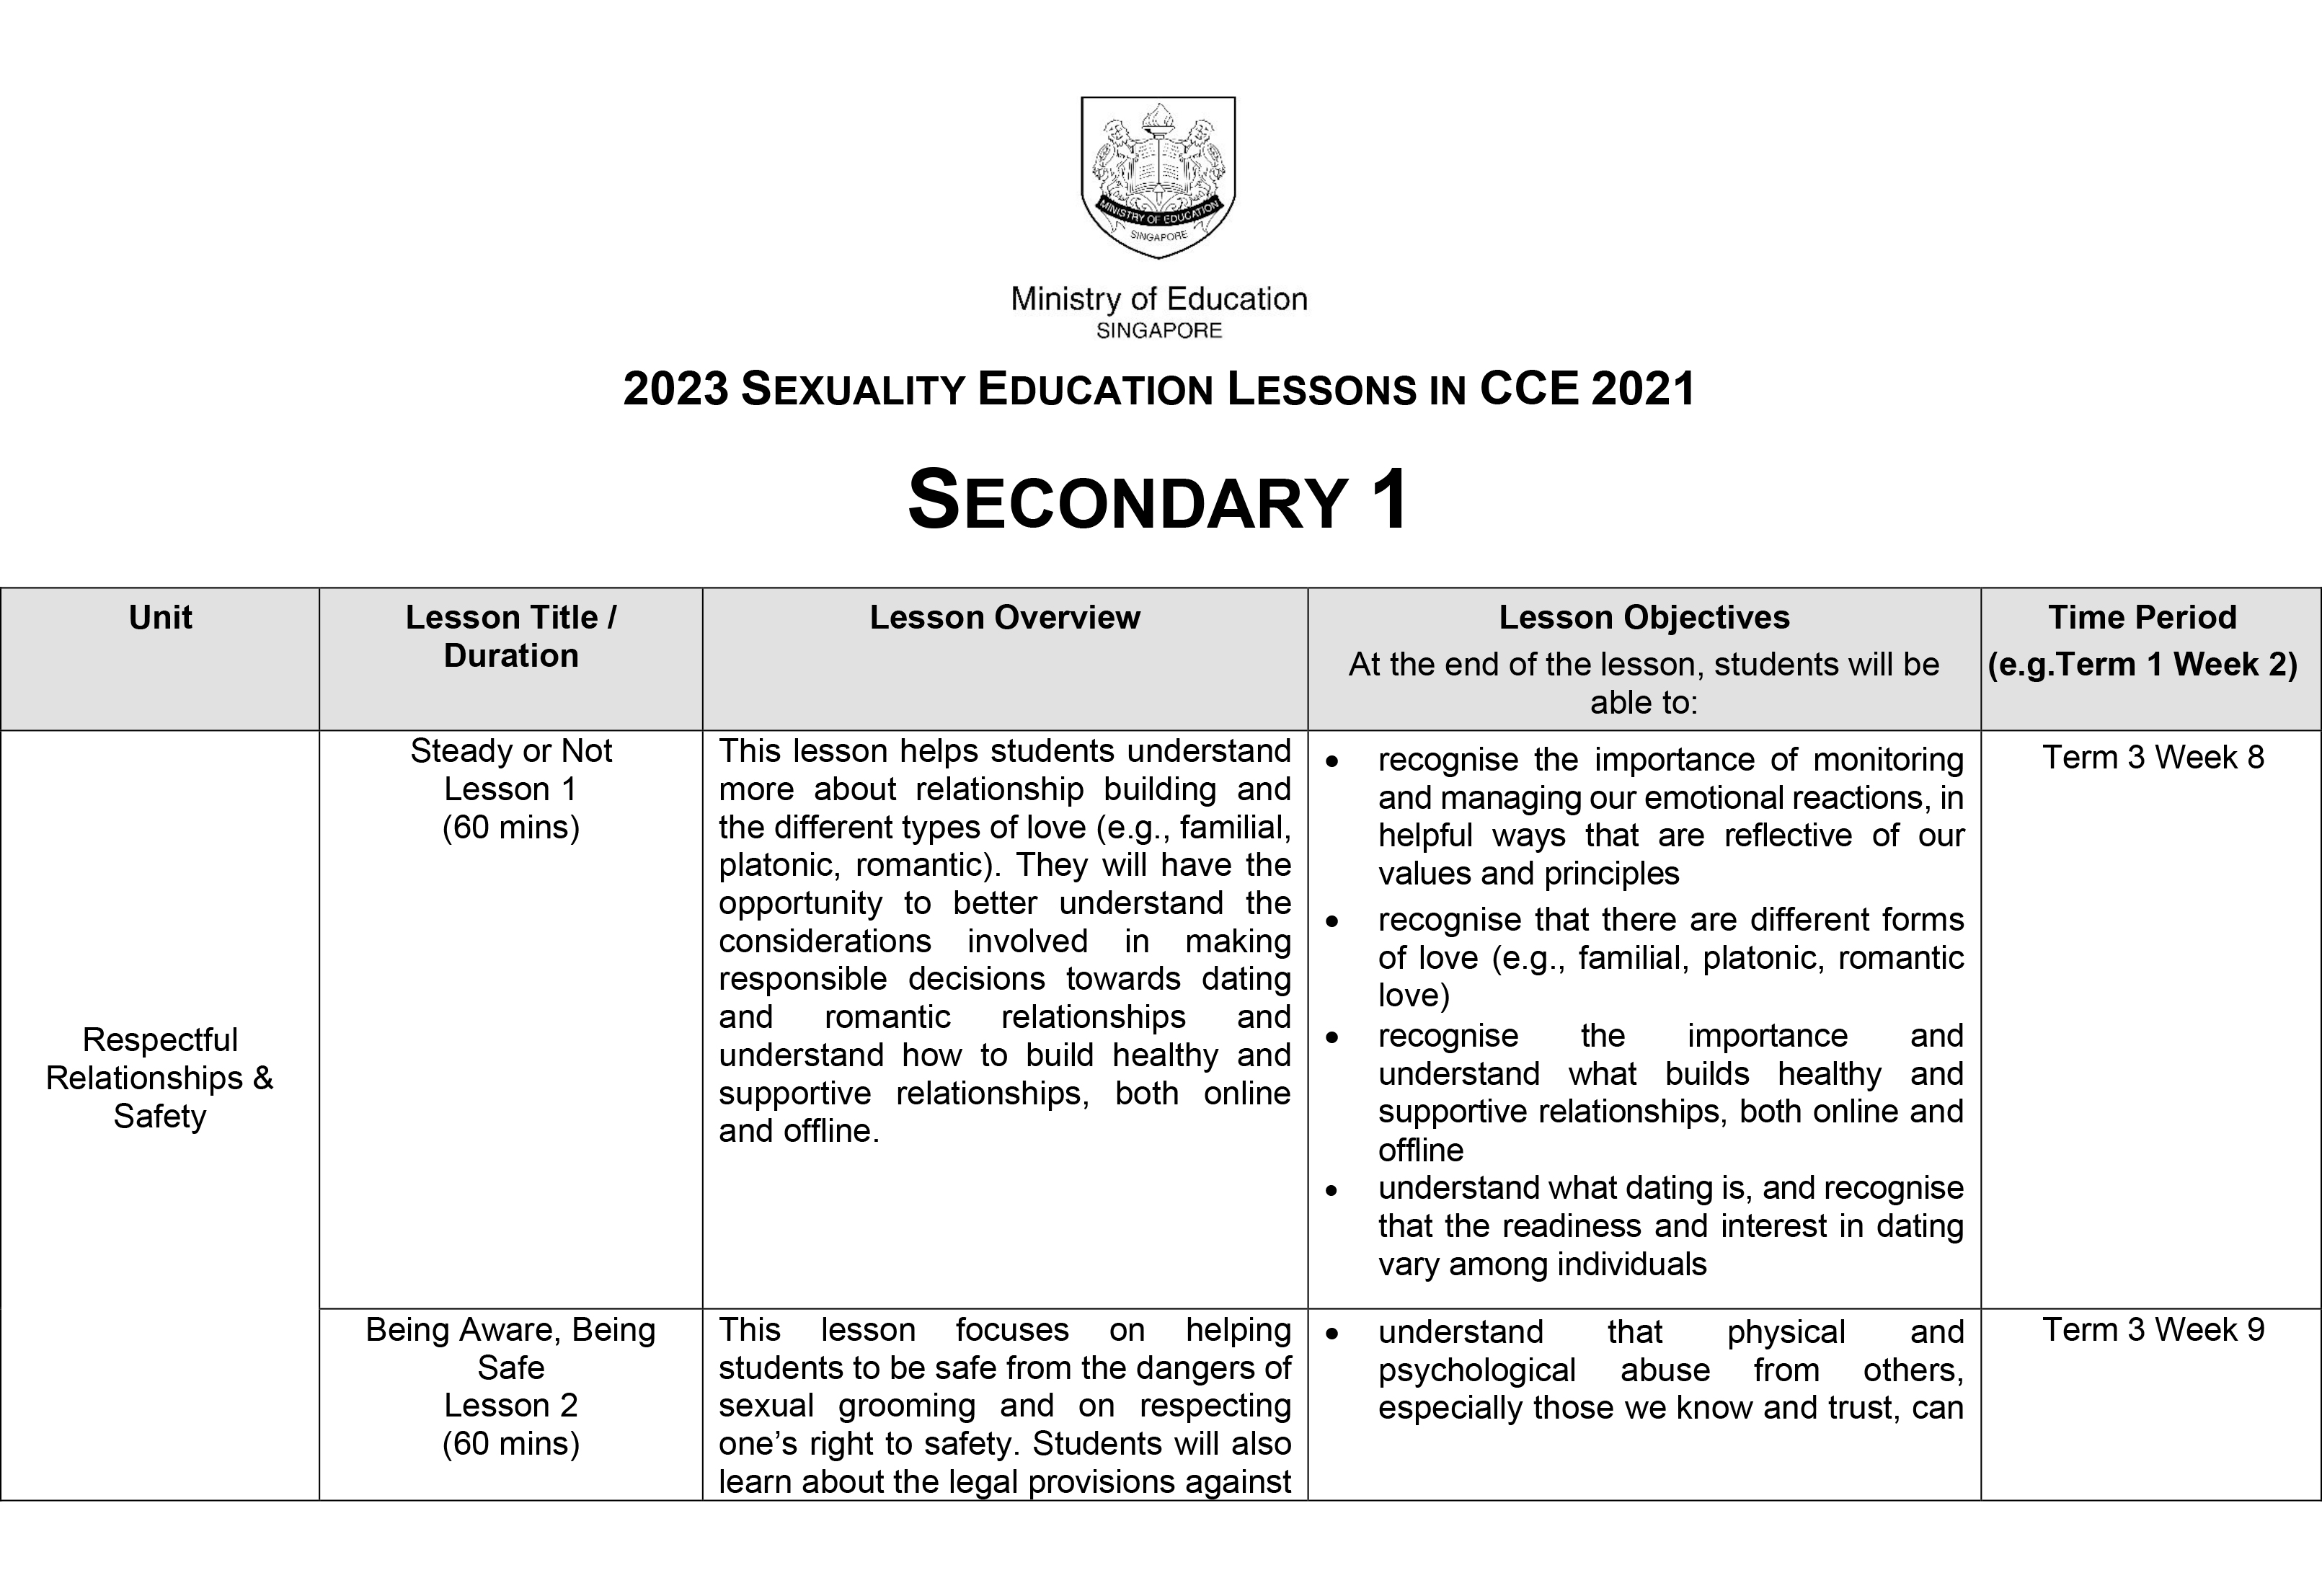 MINISTRY OF EDUCATION
SINGAPORE
Ministry of Education
SINGAPORE
2023 SEXUALITY EDUCATION LESSONS IN CCE 2021
SECONDARY 1
Unit
Lesson Title /
Duration
Lesson Overview
Lesson Objectives
At the end of the lesson, students will be
able to:
Time Period
(e.g.Term 1 Week 2)
Respectful
Relationships &
Safety
Steady or Not
Lesson 1
(60 mins)
This lesson helps students understand
more about relationship building and
the different types of love (e.g., familial,
platonic, romantic). They will have the
opportunity to better understand the
considerations involved in making
responsible decisions towards dating
and romantic relationships and
understand how to build healthy and
supportive relationships, both online
and offline.
• recognise the importance of monitoring
and managing our emotional reactions, in
helpful ways that are reflective of our
values and principles
• recognise that there are different forms
of love (e.g., familial, platonic, romantic
love)
• recognise the importance and
understand what builds healthy and
supportive relationships, both online and
offline
• understand what dating is, and recognise
that the readiness and interest in dating
vary among individuals
Term 3 Week 8
Being Aware, Being
Safe
Lesson 2
(60 mins)
This lesson focuses on helping
students to be safe from the dangers of
sexual grooming and on respecting
one’s right to safety. Students will also
learn about the legal provisions against
• understand that physical and
psychological abuse from others,
especially those we know and trust, can
Term 3 Week 9